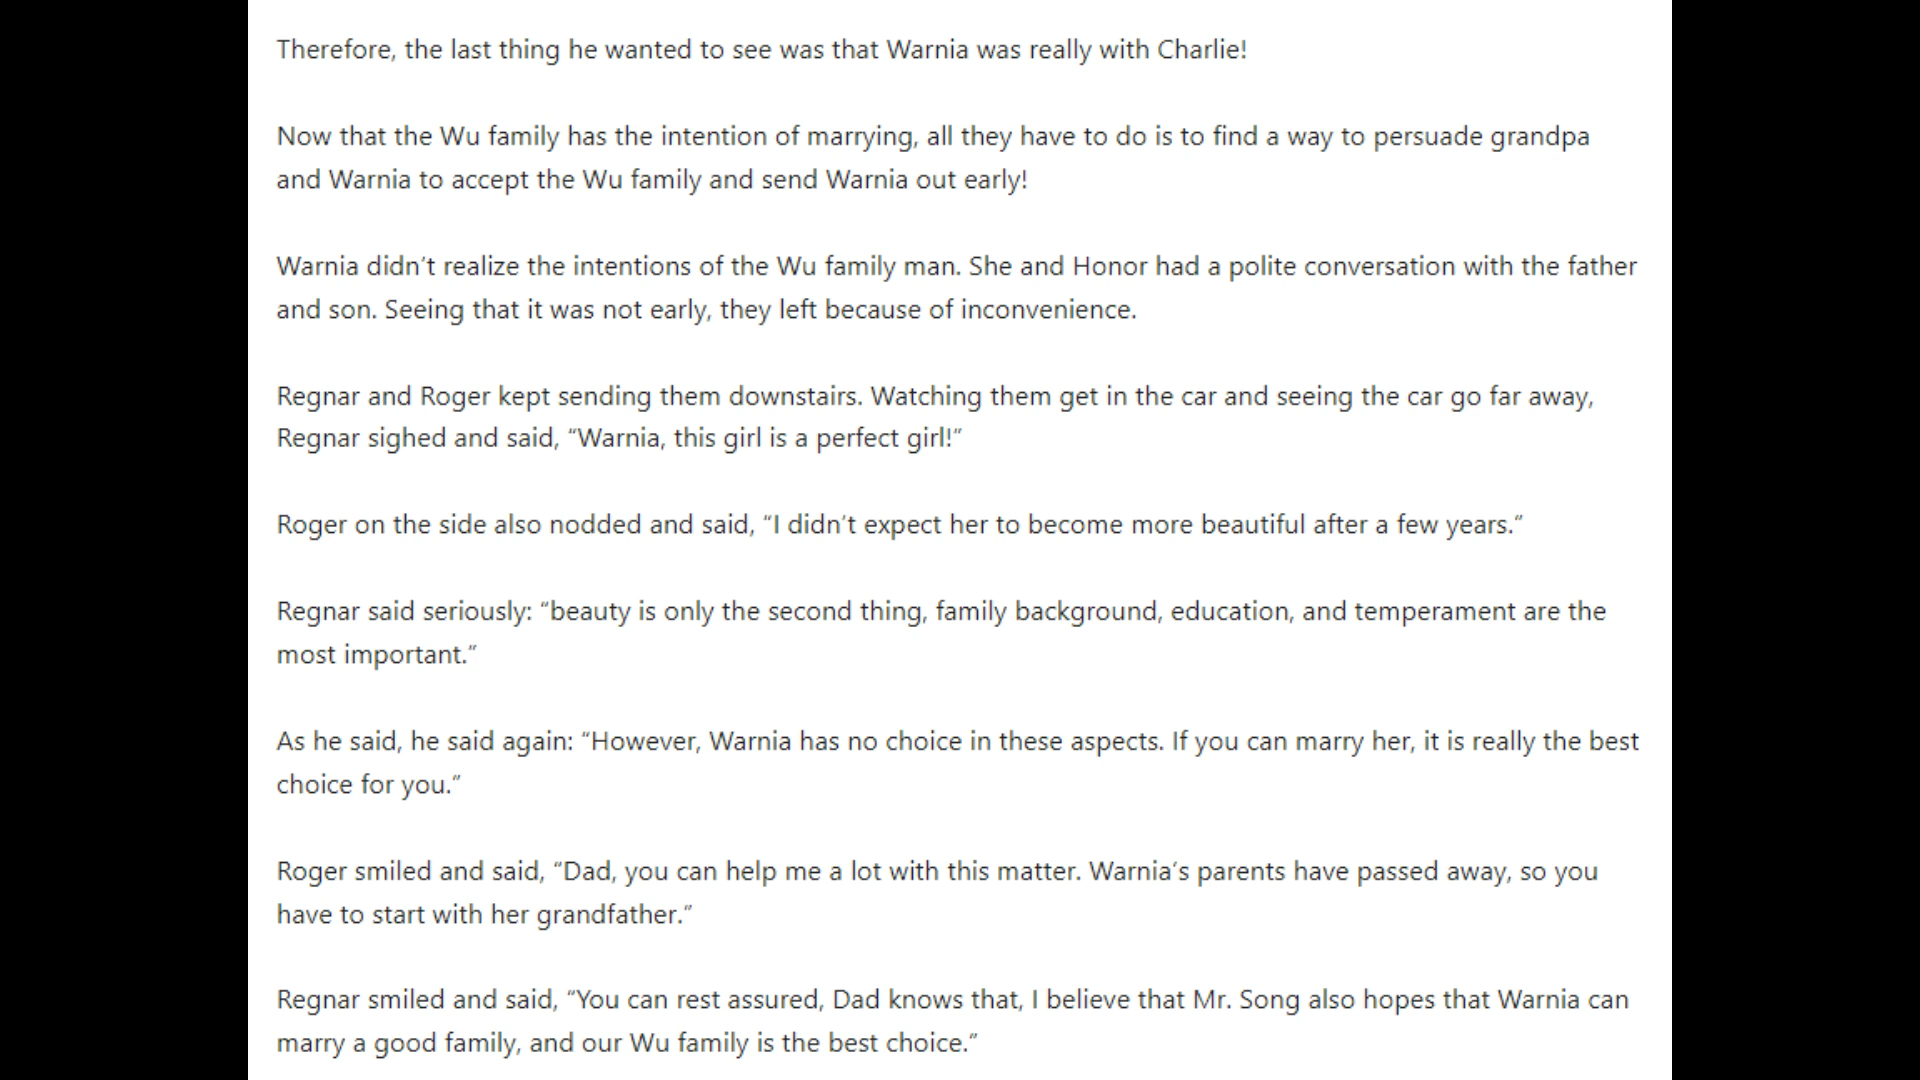 Therefore, the last thing he wanted to see was that Warnia was really with Charlie!
Now that the Wu family has the intention of marrying, all they have to do is to find a way to persuade grandpa
and Warnia to accept the Wu family and send Warnia out early!
Warnia didn’t realize the intentions of the Wu family man. She and Honor had a polite conversation with the father
and son. Seeing that it was not early, they left because of inconvenience.
Regnar and Roger kept sending them downstairs. Watching them get in the car and seeing the car go far away,
Regnar sighed and said, “Warnia, this girl is a perfect girl!”
Roger on the side also nodded and said, “I didn’t expect her to become more beautiful after a few years.”
Regnar said seriously: “beauty is only the second thing, family background, education, and temperament are the
most important.”
As he said, he said again: “However, Warnia has no choice in these aspects. If you can marry her, it is really the best
choice for you.”
Roger smiled and said, “Dad, you can help me a lot with this matter. Warnia’s parents have passed away, so you
have to start with her grandfather.”
Regnar smiled and said, “You can rest assured, Dad knows that, I believe that Mr. Song also hopes that Warnia can
marry a good family, and our Wu family is the best choice.”